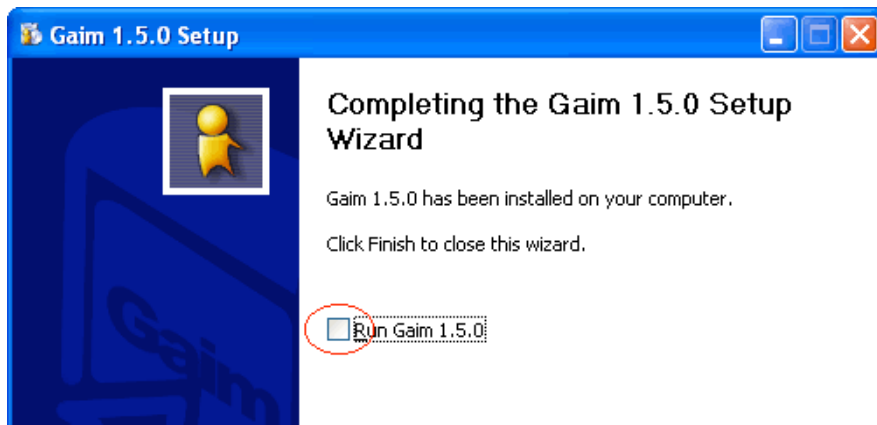 Gaim 1.5.0 Setup
Completing the Gaim 1.5.0 Setup
Wizard
Gaim 1.5.0 has been installed on your computer.
Click Finish to close this wizard.
Run Gaim 1.5.0
Gaim